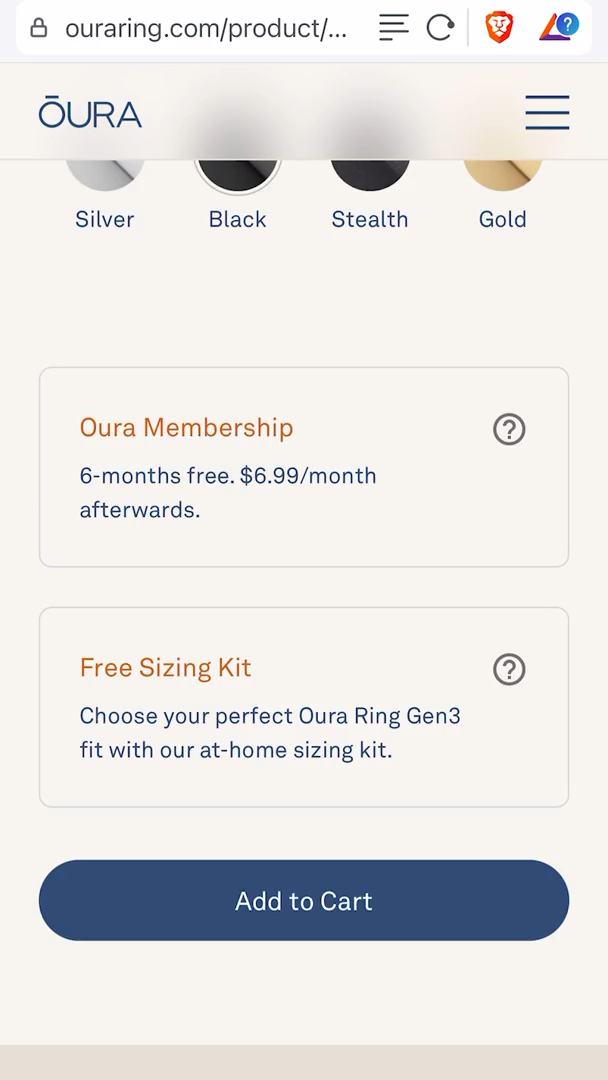 ouraring.com/product/...
ŌURA
Silver Black Stealth Gold
Oura Membership
6-months free. $6.99/month
afterwards.
Free Sizing Kit
Choose your perfect Oura Ring Gen3
fit with our at-home sizing kit.
Add to Cart